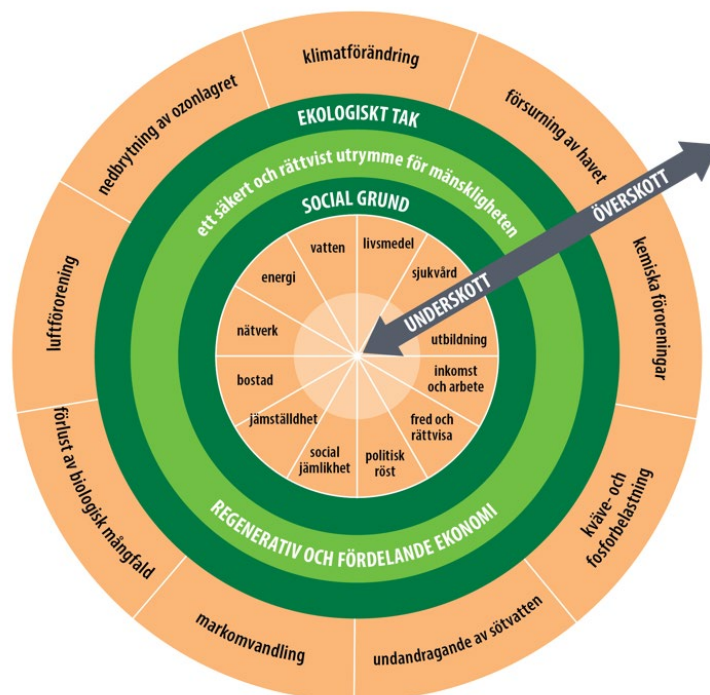 klimatförändring
försurning av havet
kemiska föroreningar
kväve- och
fosforbelastning
undandragande av sötvatten
markomvandling
förlust av biologisk mångfald
luftförorening
nedbrytning av ozonlagret
EKOLOGISKT TAK
ett säkert och rättvist utrymme för mänskligheten
SOCIAL GRUND
ÖVERSKOTT
UNDERSKOTT
vatten
livsmedel
sjukvård
utbildning
inkomst
och arbete
fred och
rättvisa
politisk
röst
social
jämlikhet
jämställdhet
bostad
nätverk
energi
REGENERATIV OCH FÖRDELANDE EKONOMI